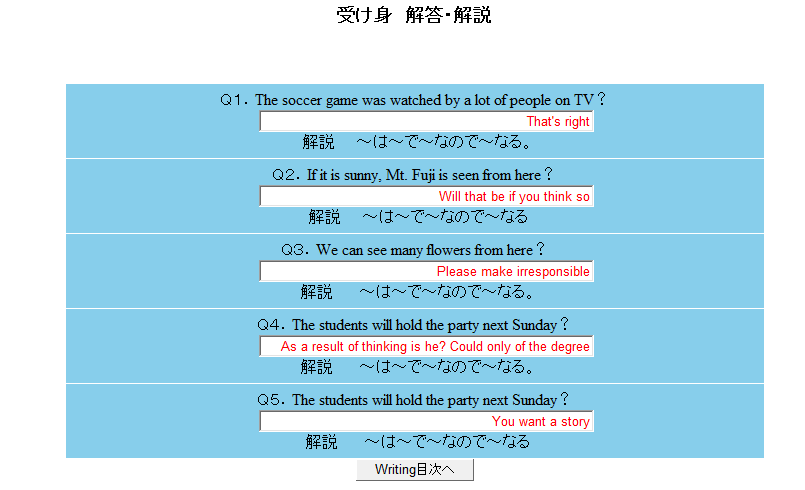 受け身　解答・解説
Ｑ１．The soccer game was watched by a lot of people on TV？
That's right
解説　～は～で～なので～なる。
Ｑ２．If it is sunny, Mt. Fuji is seen from here？
Will that be if you think so
解説　～は～で～なので～なる
Ｑ３．We can see many flowers from here？
Please make irresponsible
解説　～は～で～なので～なる。
Ｑ４．The students will hold the party next Sunday？
As a result of thinking is he? Could only of the degree
解説　～は～で～なので～なる。
Ｑ５．The students will hold the party next Sunday？
You want a story
解説　～は～で～なので～なる
Writing目次へ